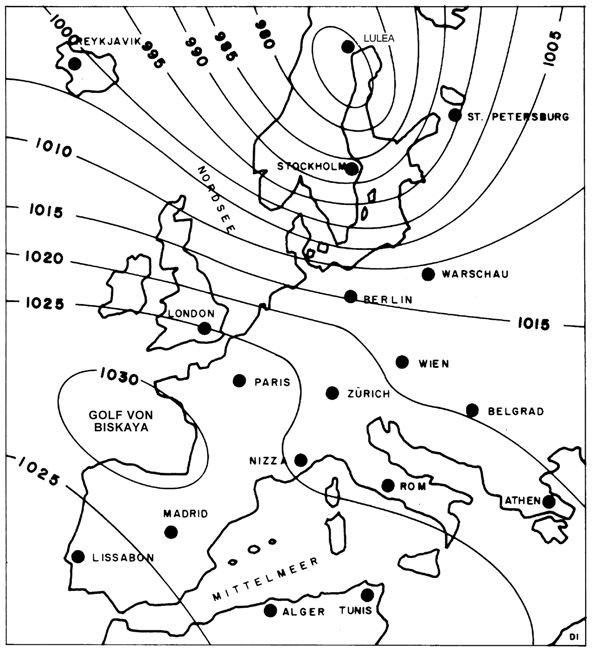 1000
995
990
985
980
1005
REYKJAVIK
LULEA
ST. PETERSBURG
1010
STOCKHOLM
NORDSEE
1015
1020
WARSCHAU
1025
BERLIN
LONDON
1015
WIEN
1030
PARIS
ZÜRICH
GOLF VON
BISKAYA
BELGRAD
NIZZA
1025
ROM
ATHEN
MADRID
LISSABON
MITTELMEER
ALGER
TUNIS
DI